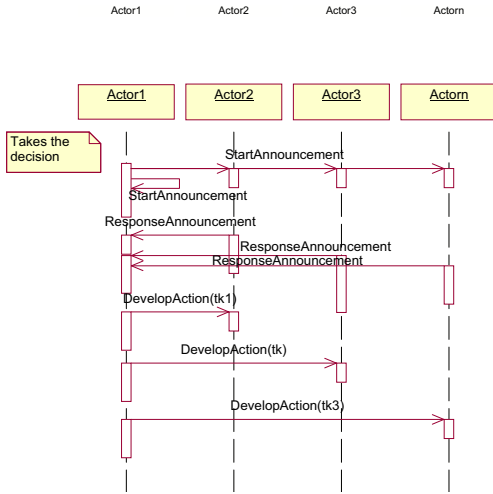 Actor1 Actor2 Actor3 Actorn
Actor1 Actor2 Actor3 Actorn
Takes the
decision
StartAnnouncement
StartAnnouncement
ResponseAnnouncement
ResponseAnnouncement
ResponseAnnouncement
DevelopAction(tk1)
DevelopAction(tk)
DevelopAction(tk3)